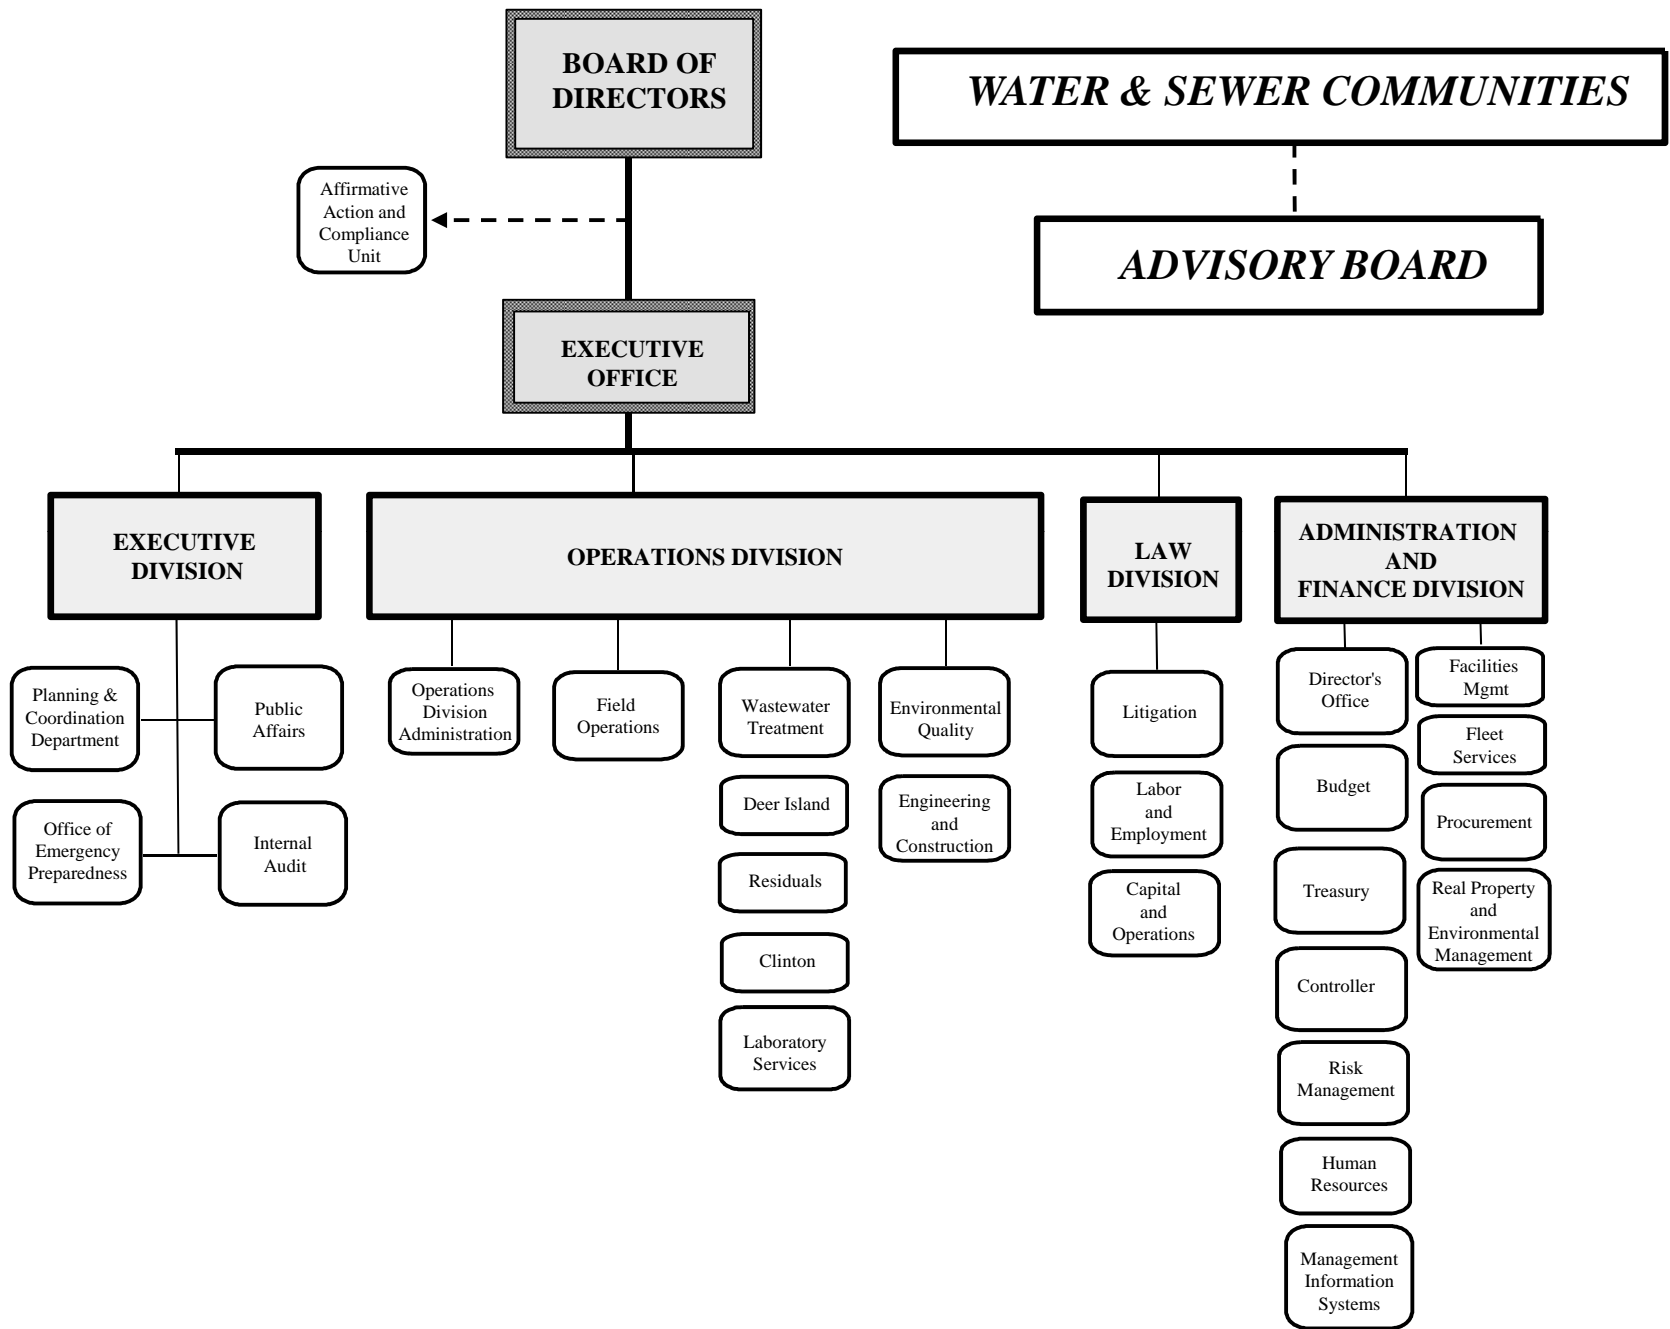 BOARD OF
DIRECTORS
WATER & SEWER COMMUNITIES
Affirmative
Action and
Compliance
Unit
ADVISORY BOARD
EXECUTIVE
OFFICE
EXECUTIVE
DIVISION
OPERATIONS DIVISION
LAW
DIVISION
ADMINISTRATION
AND
FINANCE DIVISION
Planning &
Coordination
Department
Public
Affairs
Office of
Emergency
Preparedness
Internal
Audit
Operations
Division
Administration
Field
Operations
Wastewater
Treatment
Deer Island
Residuals
Clinton
Laboratory
Services
Environmental
Quality
Engineering
and
Construction
Litigation
Labor
and
Employment
Capital
and
Operations
Director's
Office
Budget
Treasury
Controller
Risk
Management
Human
Resources
Management
Information
Systems
Facilities
Mgmt
Fleet
Services
Procurement
Real Property
and
Environmental
Management